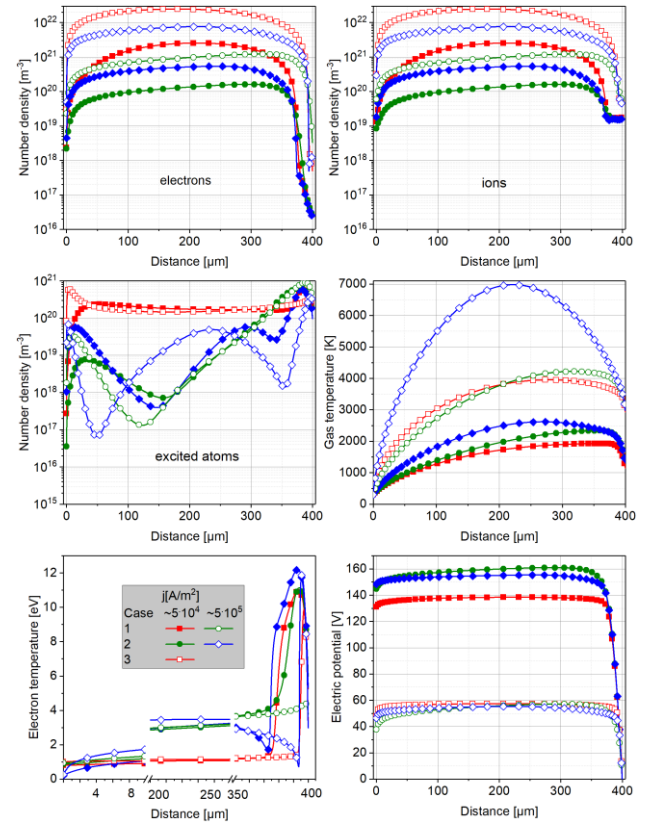 10²²
10²¹
10²⁰
10¹⁹
10¹⁸
10¹⁷
10¹⁶
Number density [m⁻³]
electrons
0 100 200 300 400
Distance [µm]
10²²
10²¹
10²⁰
10¹⁹
10¹⁸
10¹⁷
10¹⁶
Number density [m⁻³]
ions
0 100 200 300 400
Distance [µm]
10²¹
10²⁰
10¹⁹
10¹⁸
10¹⁷
10¹⁶
10¹⁵
Number density [m⁻³]
excited atoms
0 100 200 300 400
Distance [µm]
7000
6000
5000
4000
3000
2000
1000
0
Gas temperature [K]
0 100 200 300 400
Distance [µm]
12
10
8
6
4
2
0
Electron temperature [eV]
j[A/m²]
Case ~5·10⁴ ~5·10⁵
1
2
3
4 8 200 250 350 400
Distance [µm]
160
140
120
100
80
60
40
20
0
Electric potential [V]
0 100 200 300 400
Distance [µm]